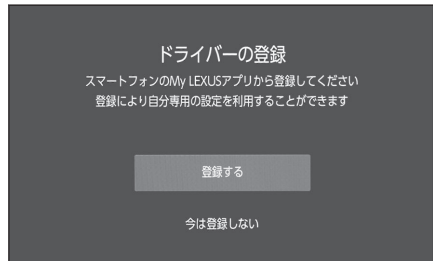 ドライバーの登録
スマートフォンのMy LEXUSアプリから登録してください
登録により自分専用の設定を利用することができます
登録する
今は登録しない